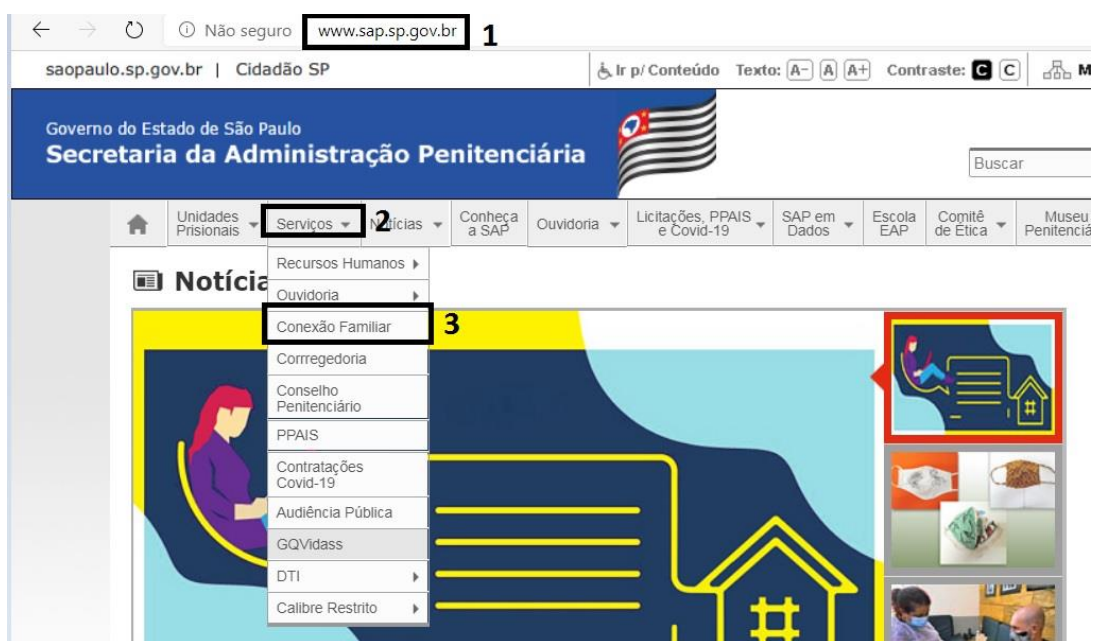 Não seguro www.sap.sp.gov.br 1
saopaulo.sp.gov.br | Cidadão SP Ir p/ Conteúdo Texto: A- A A+ Contraste: C C M
Governo do Estado de São Paulo
Secretaria da Administração Penitenciária
Buscar
Unidades Prisionais Serviços 2 Notícias Conheça a SAP Ouvidoria Licitações, PPAIS e Covid-19 SAP em Dados Escola EAP Comitê de Ética Museu Penitenciá
Notícia
Recursos Humanos
Ouvidoria
Conexão Familiar 3
Corrregedoria
Conselho
Penitenciário
PPAIS
Contratações
Covid-19
Audiência Pública
GQVidass
DTI
Calibre Restrito